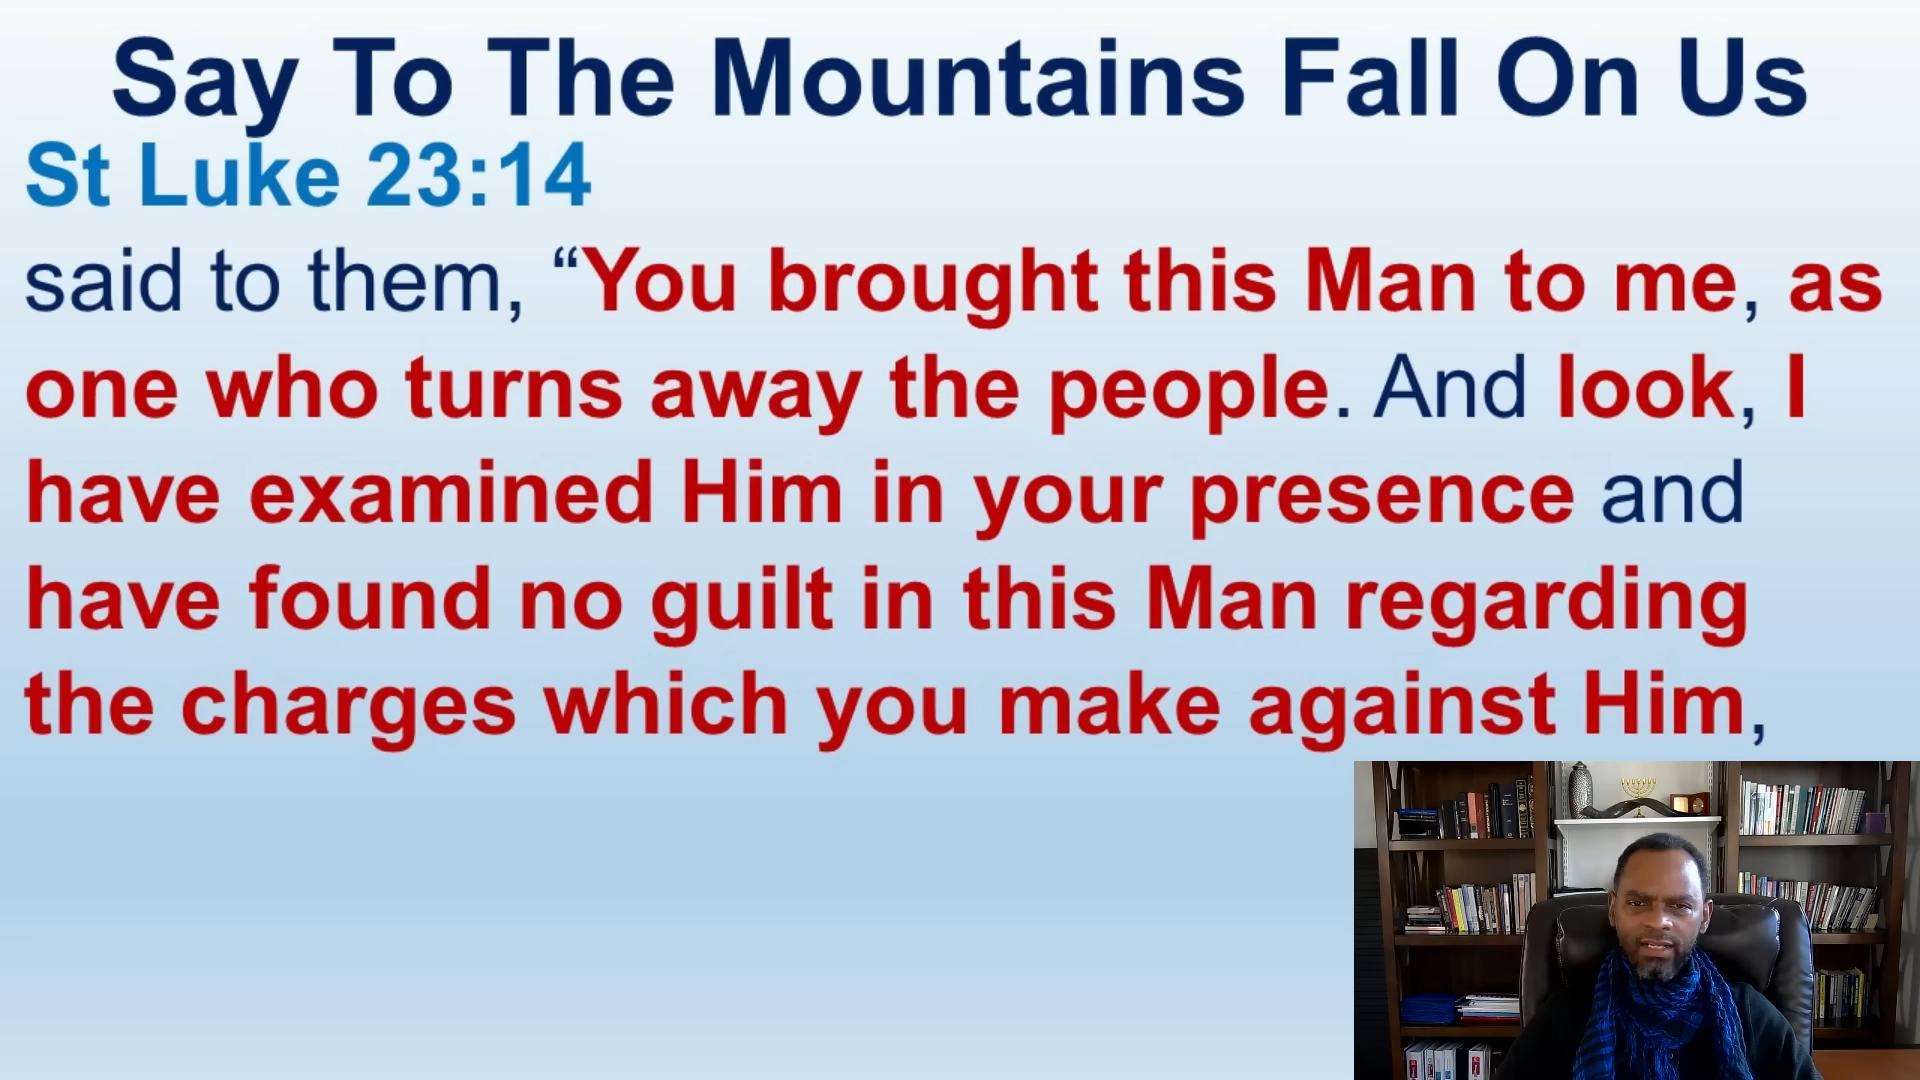 Say To The Mountains Fall On Us
St Luke 23:14
said to them, “You brought this Man to me, as
one who turns away the people. And look, I
have examined Him in your presence and
have found no guilt in this Man regarding
the charges which you make against Him,